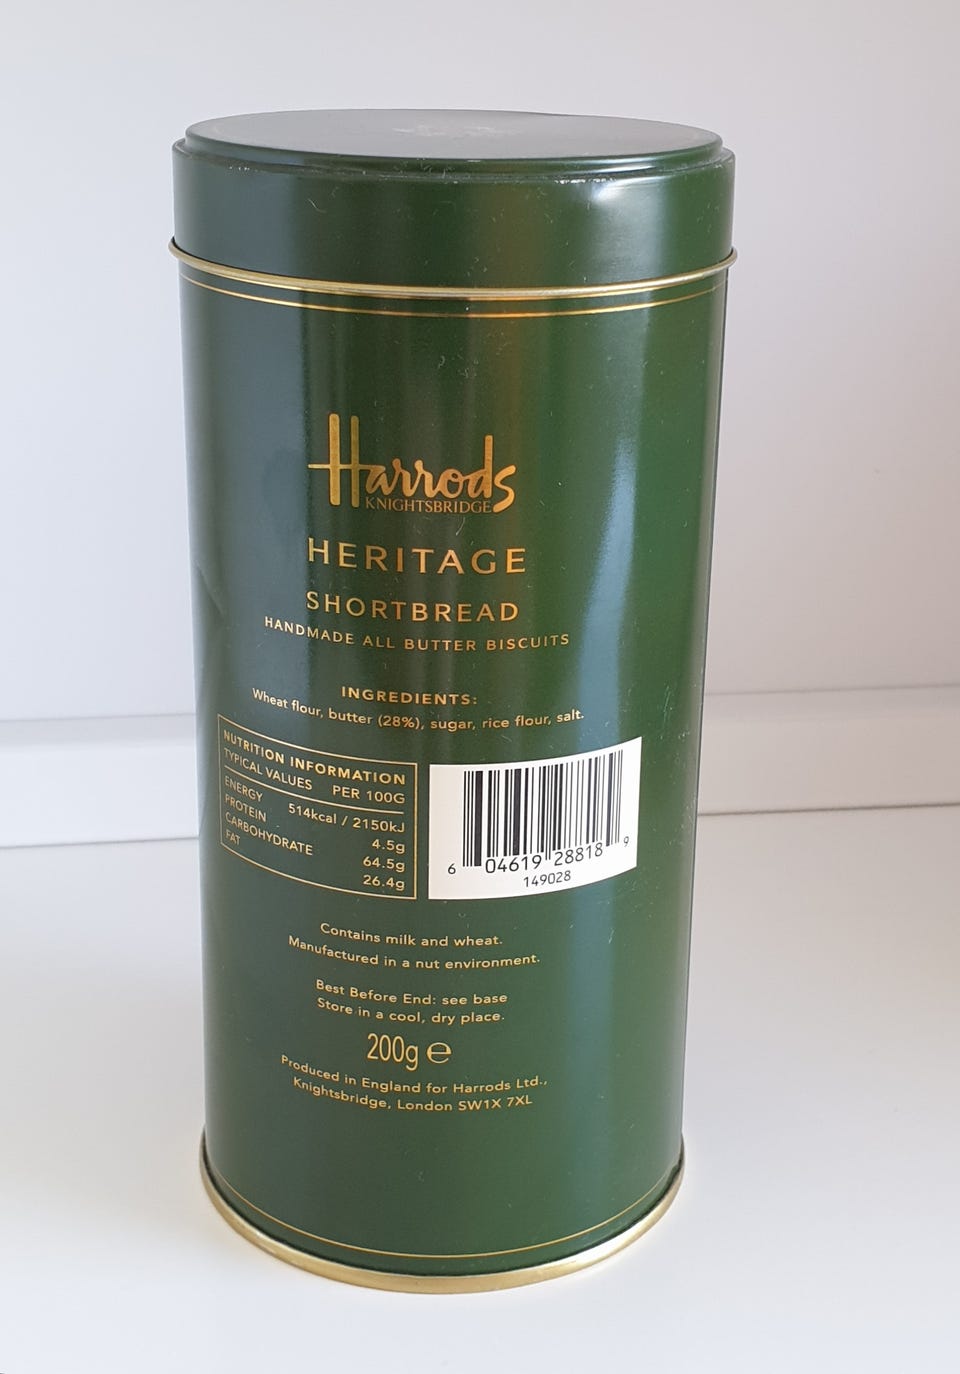 Harrods
KNIGHTSBRIDGE
HERITAGE
SHORTBREAD
HANDMADE ALL BUTTER BISCUITS
INGREDIENTS:
Wheat flour, butter (28%), sugar, rice flour, salt.
NUTRITION INFORMATION
TYPICAL VALUES PER 100G
ENERGY 514kcal / 2150kJ
PROTEIN 4.5g
CARBOHYDRATE 64.5g
FAT 26.4g
6 04619 28818 9
149028
Contains milk and wheat.
Manufactured in a nut environment.
Best Before End: see base
Store in a cool, dry place.
200g ℮
Produced in England for Harrods Ltd.,
Knightsbridge, London SW1X 7XL